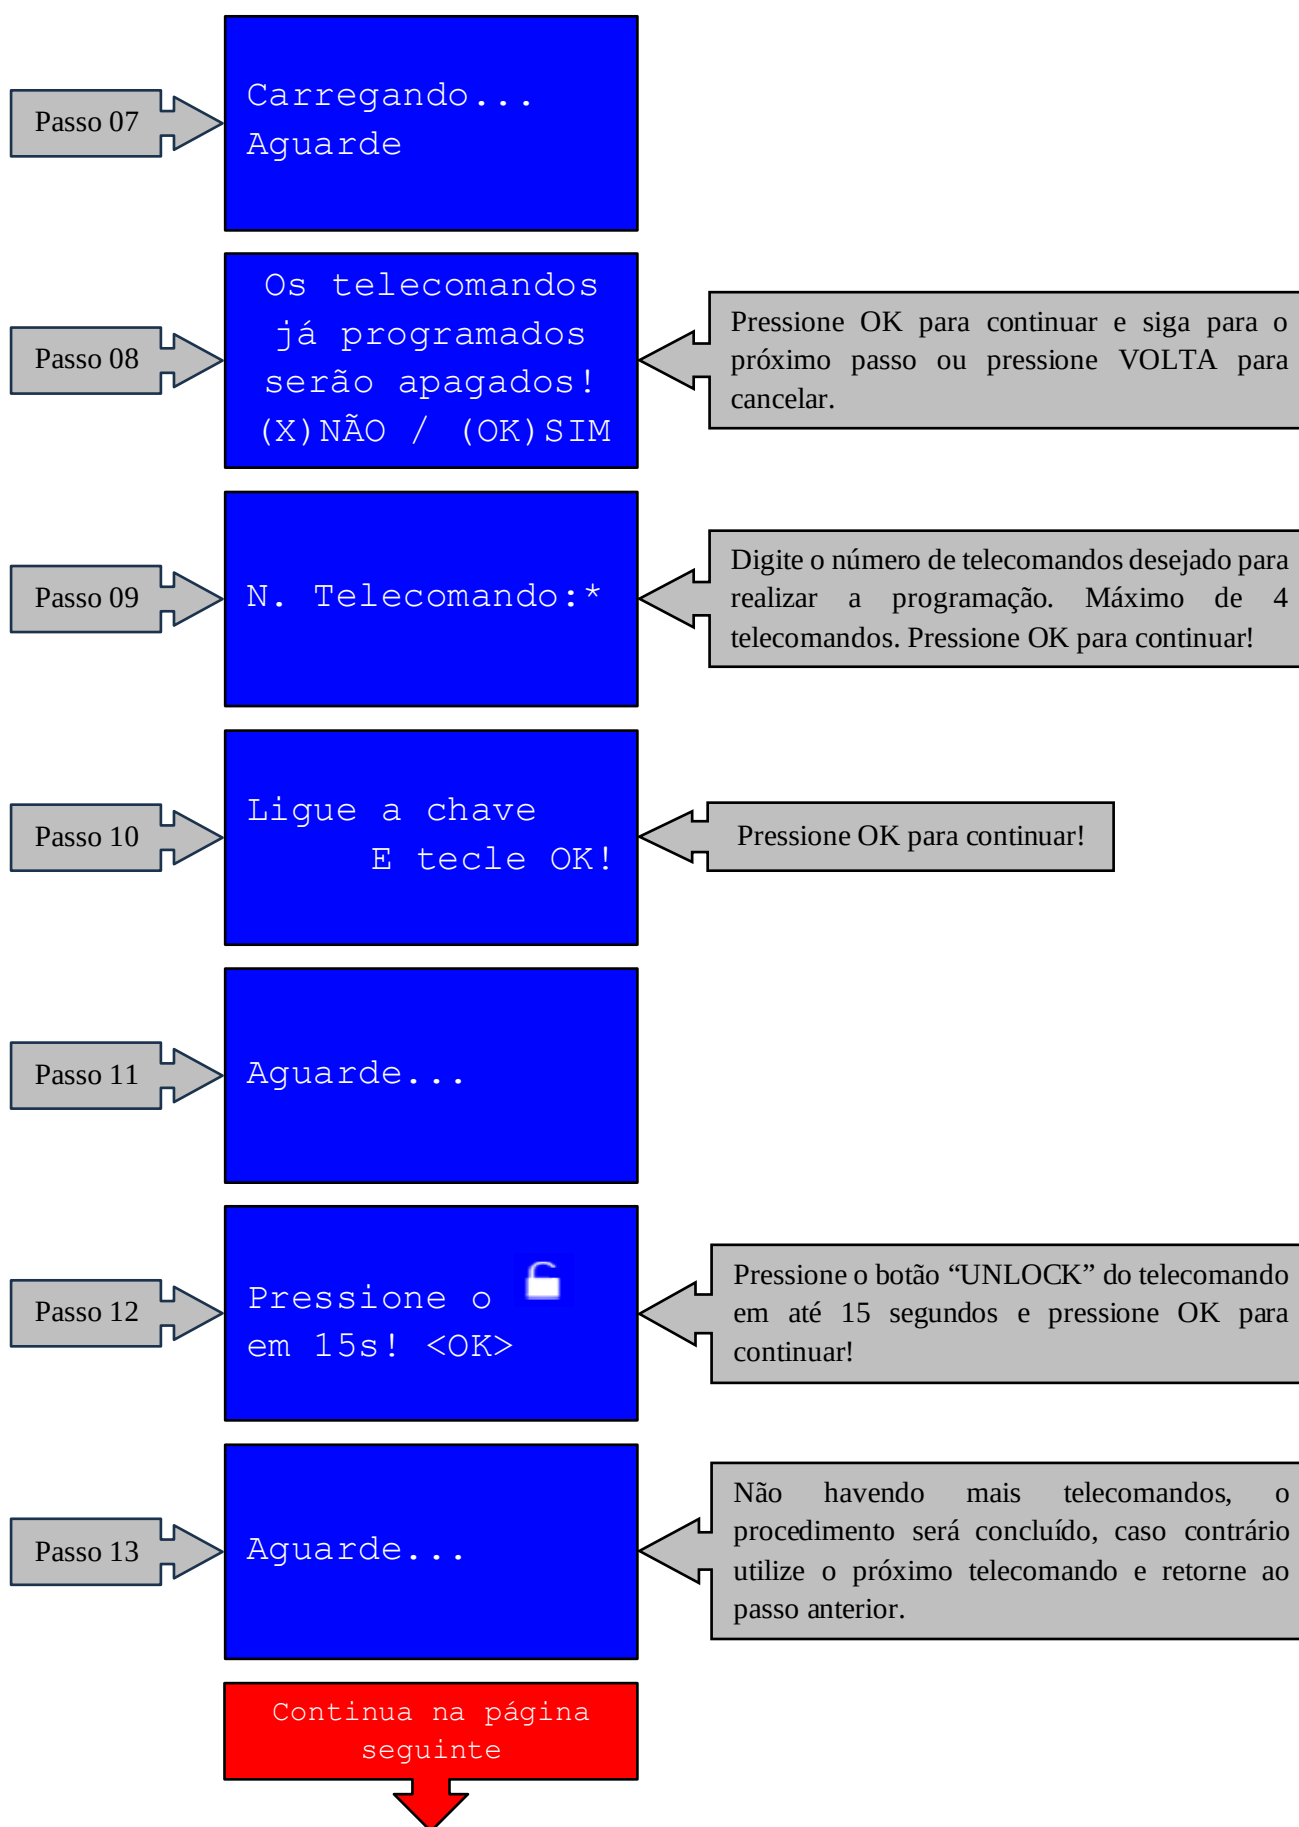 Passo 07
Carregando...
Aguarde
Passo 08
Os telecomandos
já programados
serão apagados!
(X)NÃO / (OK)SIM
Pressione OK para continuar e siga para o
próximo passo ou pressione VOLTA para
cancelar.
Passo 09
N. Telecomando:*
Digite o número de telecomandos desejado para
realizar a programação. Máximo de 4
telecomandos. Pressione OK para continuar!
Passo 10
Ligue a chave
E tecle OK!
Pressione OK para continuar!
Passo 11
Aguarde...
Passo 12
Pressione o
em 15s! <OK>
Pressione o botão “UNLOCK” do telecomando
em até 15 segundos e pressione OK para
continuar!
Passo 13
Aguarde...
Não havendo mais telecomandos, o
procedimento será concluído, caso contrário
utilize o próximo telecomando e retorne ao
passo anterior.
Continua na página
seguinte